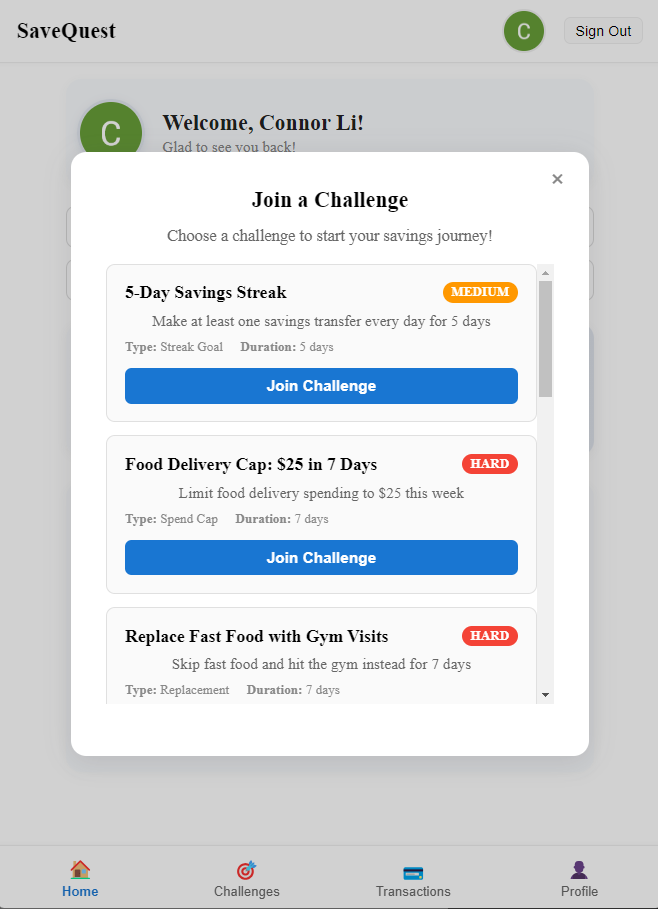 SaveQuest
C
Sign Out
C
Welcome, Connor Li!
Glad to see you back!
×
Join a Challenge
Choose a challenge to start your savings journey!
5-Day Savings Streak
MEDIUM
Make at least one savings transfer every day for 5 days
Type: Streak Goal Duration: 5 days
Join Challenge
Food Delivery Cap: $25 in 7 Days
HARD
Limit food delivery spending to $25 this week
Type: Spend Cap Duration: 7 days
Join Challenge
Replace Fast Food with Gym Visits
HARD
Skip fast food and hit the gym instead for 7 days
Type: Replacement Duration: 7 days
Home
Challenges
Transactions
Profile